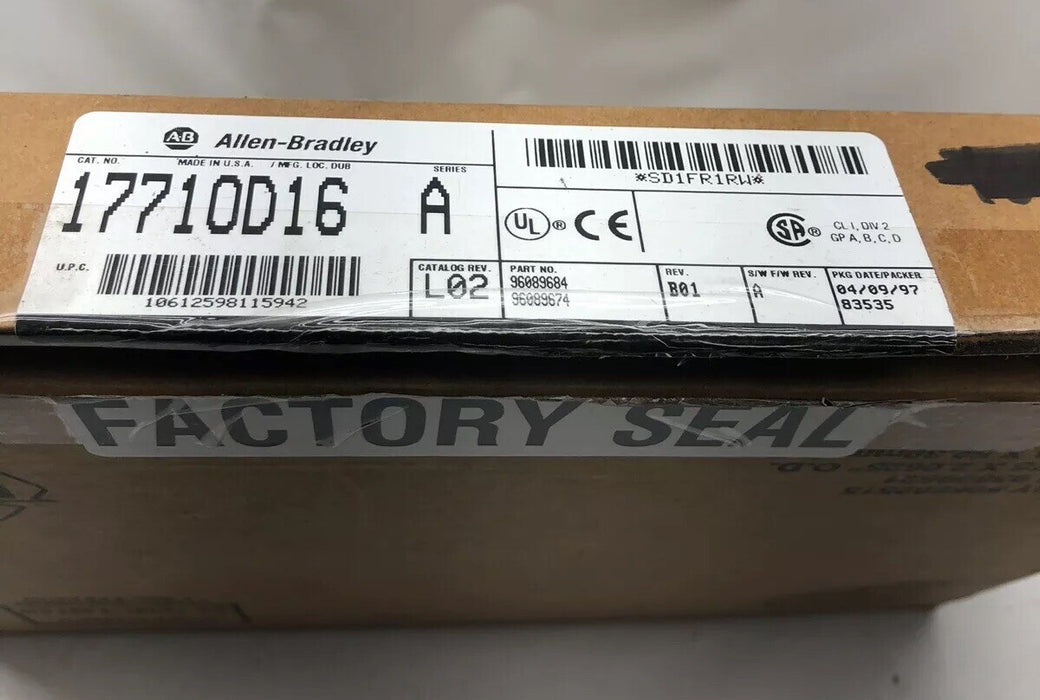 AB Allen-Bradley
CAT. NO. MADE IN U.S.A. / MFG. LOC. DUB SERIES
1771OD16 A
U.P.C.
10612598115942
*SD1FR1RW*
UL ® CE
SA ® CL I, DIV 2
GP A, B, C, D
CATALOG REV.
L02
PART NO.
96089684
96089674
REV.
B01
S/W F/W REV.
A
PKG DATE/PACKER
04/09/97
83535
FACTORY SEAL